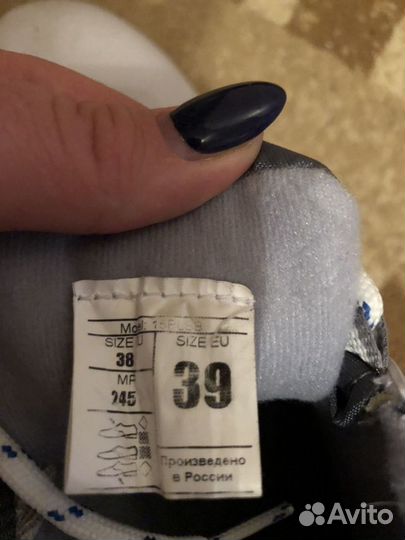 SIZE U
38
MP
245
SIZE EU
39
Произведено
в России
Avito